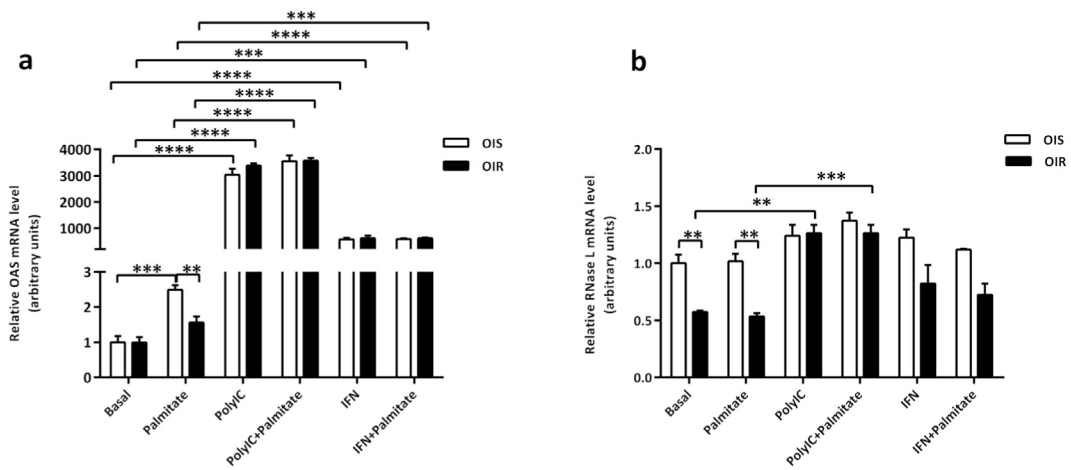 a
***
****
***
****
****
****
****
****
OIS
OIR
Relative OAS mRNA level
(arbitrary units)
4000
3000
2000
1000
3
2
1
0
***
**
Basal
Palmitate
PolyIC
PolyIC+Palmitate
IFN
IFN+Palmitate
b
OIS
OIR
Relative RNase L mRNA level
(arbitrary units)
2.0
1.5
1.0
0.5
0.0
***
**
**
**
Basal
Palmitate
PolyIC
PolyIC+Palmitate
IFN
IFN+Palmitate